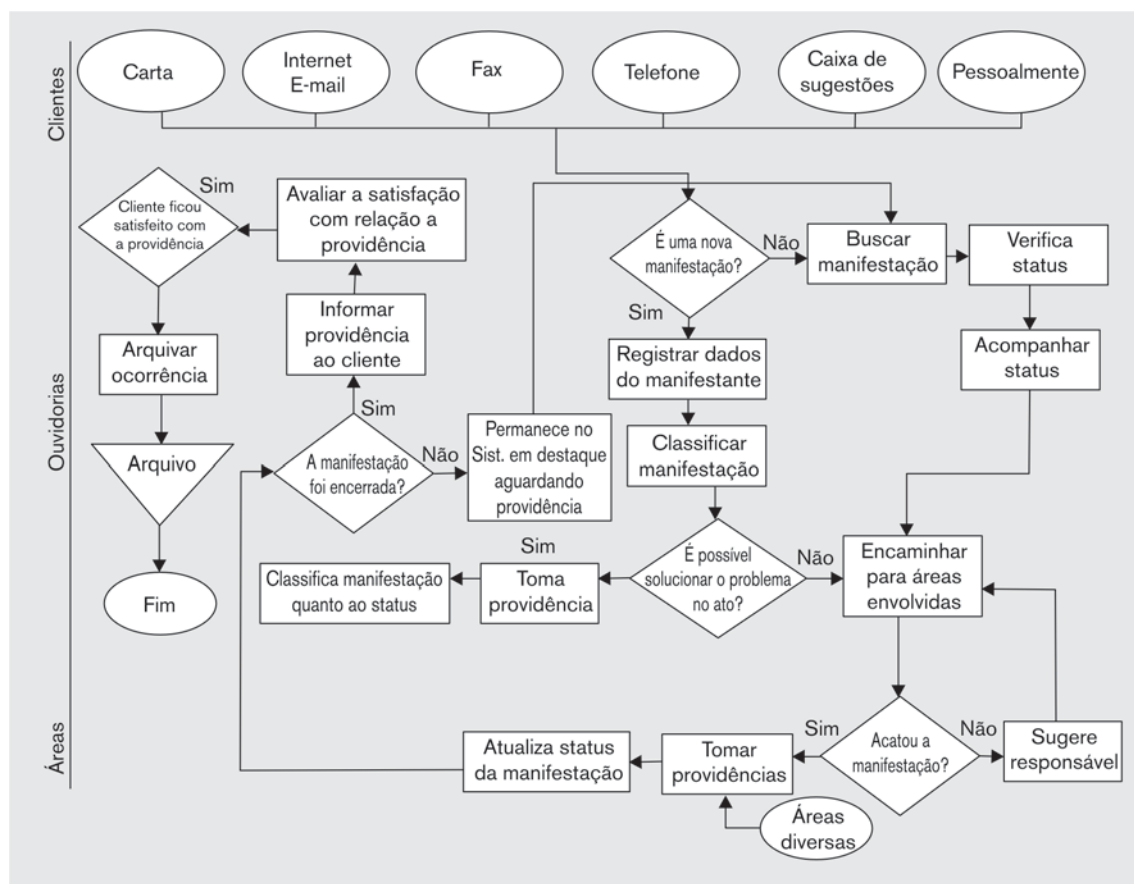 Clientes
Carta
Internet
E-mail
Fax
Telefone
Caixa de
sugestões
Pessoalmente
Ouvidorias
Sim
Cliente ficou
satisfeito com
a providência
Avaliar a satisfação
com relação a
providência
É uma nova
manifestação?
Não
Buscar
manifestação
Verifica
status
Informar
providência
ao cliente
Sim
Arquivar
ocorrência
Registrar dados
do manifestante
Acompanhar
status
Sim
Arquivo
A manifestação
foi encerrada?
Não
Permanece no
Sist. em destaque
aguardando
providência
Classificar
manifestação
Fim
Classifica manifestação
quanto ao status
Toma
providência
Sim
É possível
solucionar o problema
no ato?
Não
Encaminhar
para áreas
envolvidas
Áreas
Atualiza status
da manifestação
Tomar
providências
Sim
Acatou a
manifestação?
Não
Sugere
responsável
Áreas
diversas